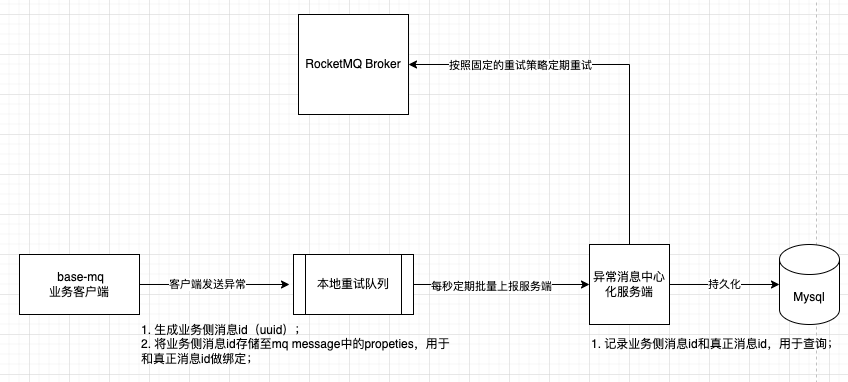 RocketMQ Broker
按照固定的重试策略定期重试
base-mq
业务客户端
客户端发送异常
本地重试队列
每秒定期批量上报服务端
异常消息中心
化服务端
持久化
Mysql
1. 生成业务侧消息id（uuid）；
2. 将业务侧消息id存储至mq message中的propeties，用于
和真正消息id做绑定；
1. 记录业务侧消息id和真正消息id，用于查询；